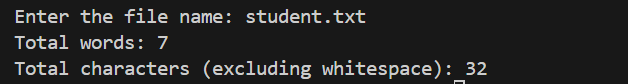 Enter the file name: student.txt
Total words: 7
Total characters (excluding whitespace): 32